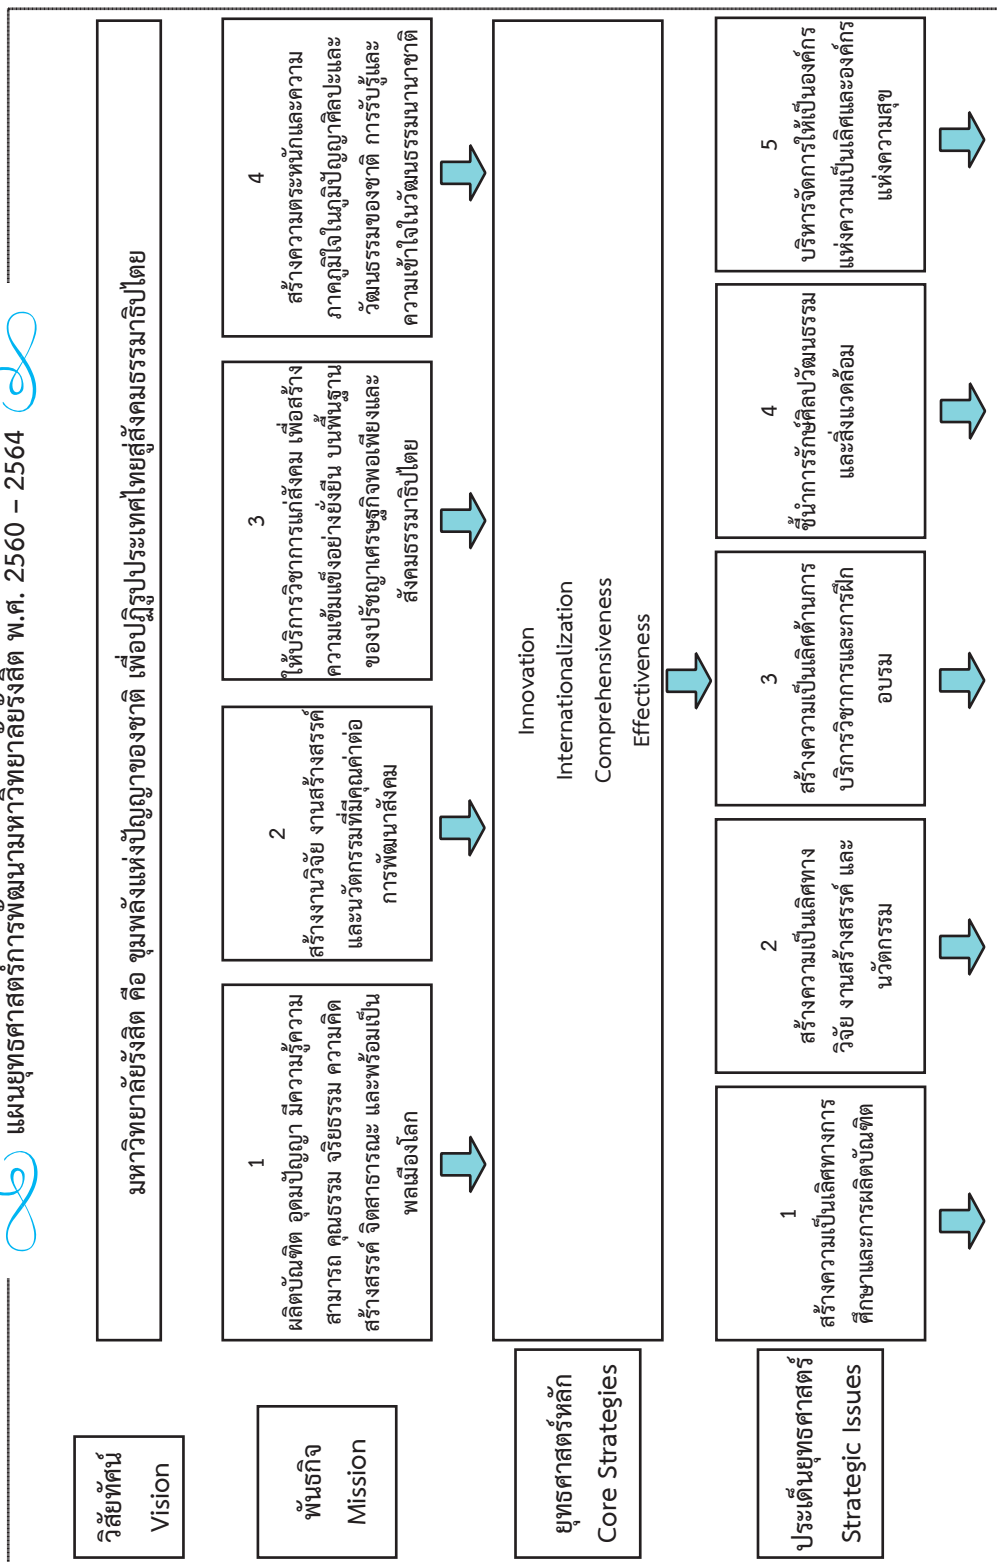 แผนยุทธศาสตร์การพัฒนามหาวิทยาลัยรังสิต พ.ศ. 2560 – 2564
วิสัยทัศน์
Vision
มหาวิทยาลัยรังสิต คือ ขุมพลังแห่งปัญญาของชาติ เพื่อปฏิรูปประเทศไทยสู่สังคมธรรมาธิปไตย
พันธกิจ
Mission
1
ผลิตบัณฑิต อุดมปัญญา มีความรู้ความ
สามารถ คุณธรรม จริยธรรม ความคิด
สร้างสรรค์ จิตสาธารณะ และพร้อมเป็น
พลเมืองโลก
2
สร้างงานวิจัย งานสร้างสรรค์
และนวัตกรรมที่มีคุณค่าต่อ
การพัฒนาสังคม
3
ให้บริการวิชาการแก่สังคม เพื่อสร้าง
ความเข้มแข็งอย่างยั่งยืน บนพื้นฐาน
ของปรัชญาเศรษฐกิจพอเพียงและ
สังคมธรรมาธิปไตย
4
สร้างความตระหนักและความ
ภาคภูมิใจในภูมิปัญญาศิลปะและ
วัฒนธรรมของชาติ การรับรู้และ
ความเข้าใจในวัฒนธรรมนานาชาติ
ยุทธศาสตร์หลัก
Core Strategies
Innovation
Internationalization
Comprehensiveness
Effectiveness
ประเด็นยุทธศาสตร์
Strategic Issues
1
สร้างความเป็นเลิศทางการ
ศึกษาและการผลิตบัณฑิต
2
สร้างความเป็นเลิศทาง
วิจัย งานสร้างสรรค์ และ
นวัตกรรม
3
สร้างความเป็นเลิศด้านการ
บริการวิชาการและการฝึก
อบรม
4
ชี้นำการรักษ์ศิลปวัฒนธรรม
และสิ่งแวดล้อม
5
บริหารจัดการให้เป็นองค์กร
แห่งความเป็นเลิศและองค์กร
แห่งความสุข